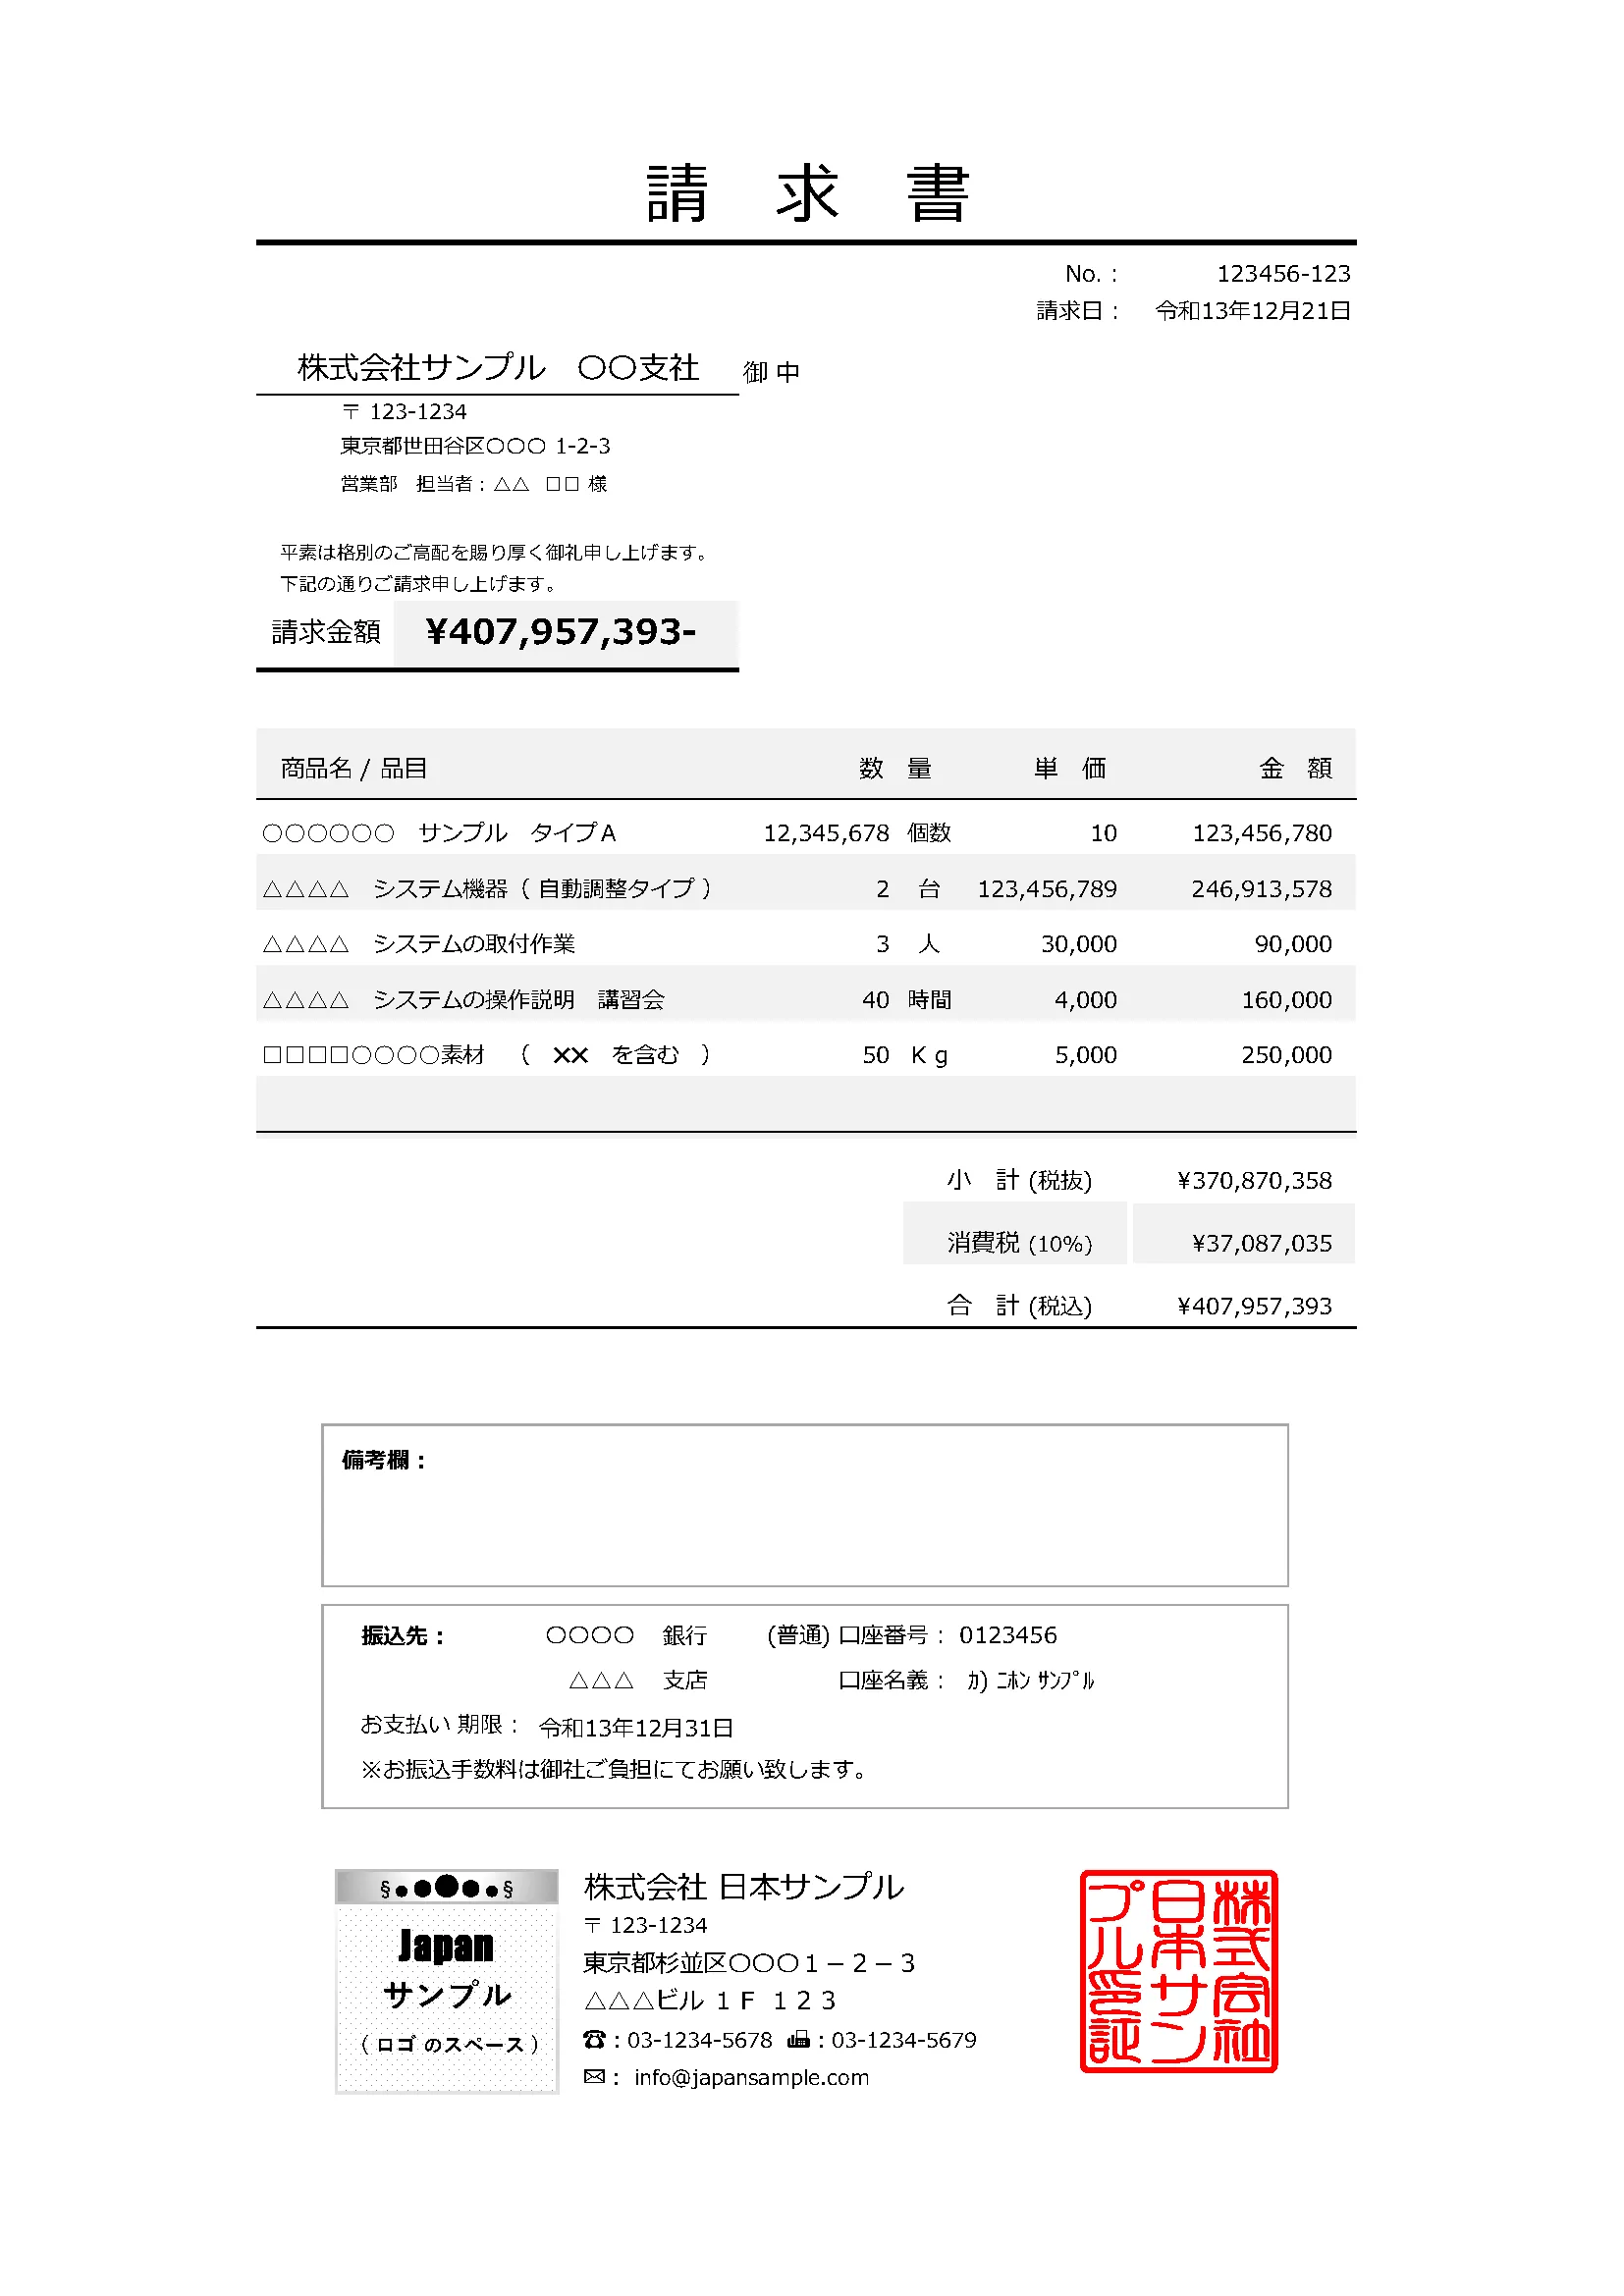 請　求　書
No.：　123456-123
請求日：　令和13年12月21日
株式会社サンプル　〇〇支社 御 中
〒 123-1234
東京都世田谷区〇〇〇 1-2-3
営業部　担当者：△△　□□ 様
平素は格別のご高配を賜り厚く御礼申し上げます。
下記の通りご請求申し上げます。
請求金額 ¥407,957,393-
商品名 / 品目　数　量　単　価　金　額
○○○○○○　サンプル　タイプA　12,345,678　個数　10　123,456,780
△△△△　システム機器（ 自動調整タイプ ）　2　台　123,456,789　246,913,578
△△△△　システムの取付作業　3　人　30,000　90,000
△△△△　システムの操作説明　講習会　40　時間　4,000　160,000
□□□□○○○○素材　（　××　を含む　）　50　Ｋｇ　5,000　250,000
小　計 (税抜)　¥370,870,358
消費税 (10%)　¥37,087,035
合　計 (税込)　¥407,957,393
備考欄：
振込先：　〇〇〇〇　銀行　(普通) 口座番号： 0123456
△△△　支店　口座名義：　ｶ) ﾆﾎﾝ ｻﾝﾌﾟﾙ
お支払い 期限： 令和13年12月31日
※お振込手数料は御社ご負担にてお願い致します。
§●●●●●§
Japan
サンプル
（ ロゴ のスペース ）
株式会社 日本サンプル
〒 123-1234
東京都杉並区〇〇〇１－２－３
△△△ビル １Ｆ １２３
☎：03-1234-5678 📠：03-1234-5679
✉： info@japansample.com
株式会社
日本サン
プル認証